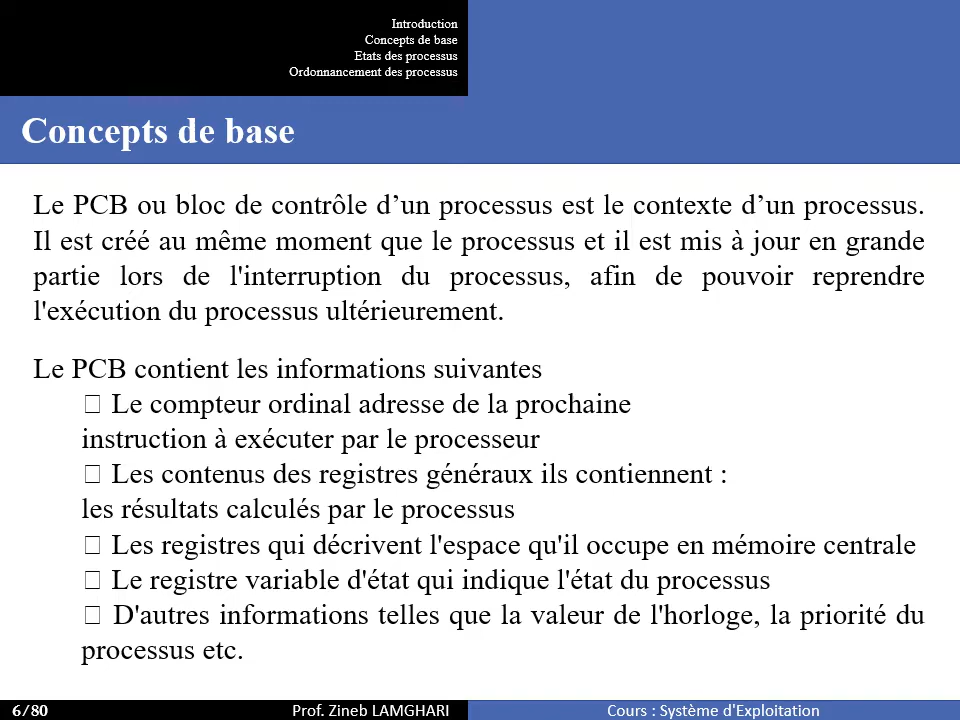 Introduction
Concepts de base
Etats des processus
Ordonnancement des processus
Concepts de base
Le PCB ou bloc de contrôle d’un processus est le contexte d’un processus.
Il est créé au même moment que le processus et il est mis à jour en grande
partie lors de l'interruption du processus, afin de pouvoir reprendre
l'exécution du processus ultérieurement.
Le PCB contient les informations suivantes
Le compteur ordinal adresse de la prochaine
instruction à exécuter par le processeur
Les contenus des registres généraux ils contiennent :
les résultats calculés par le processus
Les registres qui décrivent l'espace qu'il occupe en mémoire centrale
Le registre variable d'état qui indique l'état du processus
D'autres informations telles que la valeur de l'horloge, la priorité du
processus etc.
6/80 Prof. Zineb LAMGHARI Cours : Système d'Exploitation